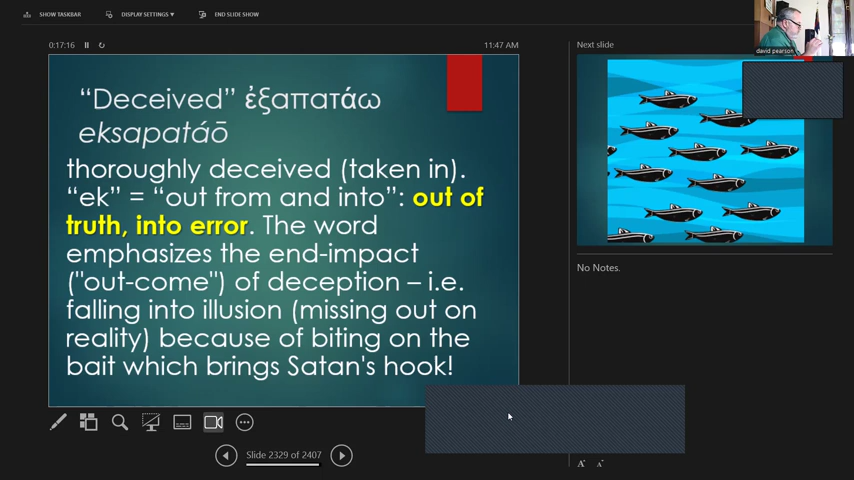 SHOW TASKBAR
DISPLAY SETTINGS ▼
END SLIDE SHOW
0:17:16
11:47 AM
“Deceived” ἐξαπατάω
eksapatáō
thoroughly deceived (taken in).
“ek” = “out from and into”: out of
truth, into error. The word
emphasizes the end-impact
("out-come") of deception – i.e.
falling into illusion (missing out on
reality) because of biting on the
bait which brings Satan's hook!
Slide 2329 of 2407
Next slide
david pearson
No Notes.
A A